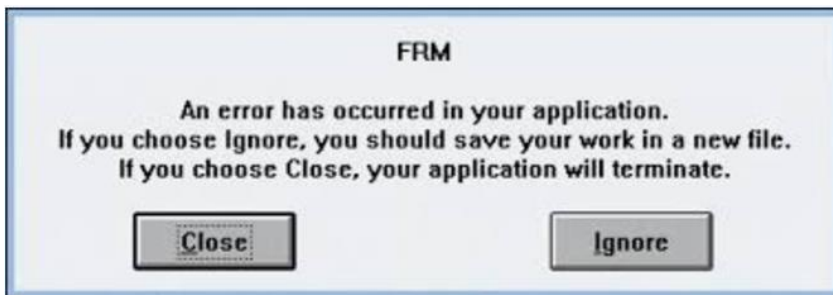 FRM
An error has occurred in your application.
If you choose Ignore, you should save your work in a new file.
If you choose Close, your application will terminate.
Close
Ignore